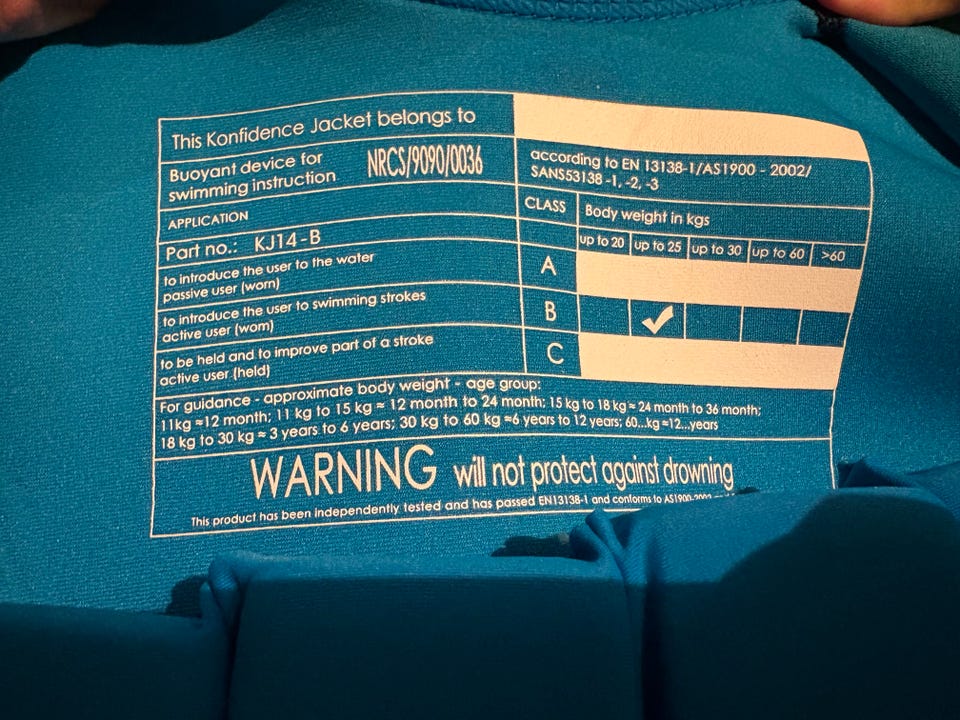 This Konfidence Jacket belongs to
Buoyant device for
swimming instruction
NRCS/9090/0036
according to EN 13138-1/AS1900 - 2002/
SANS53138 -1, -2, -3
APPLICATION
CLASS
Body weight in kgs
Part no.: KJ14-B
up to 20 up to 25 up to 30 up to 60 >60
to introduce the user to the water
passive user (worn)
A
to introduce the user to swimming strokes
active user (worn)
B ✓
to be held and to improve part of a stroke
active user (held)
C
For guidance - approximate body weight - age group:
11kg ≈12 month; 11 kg to 15 kg ≈ 12 month to 24 month; 15 kg to 18 kg ≈ 24 month to 36 month;
18 kg to 30 kg ≈ 3 years to 6 years; 30 kg to 60 kg ≈6 years to 12 years; 60...kg ≈12...years
WARNING will not protect against drowning
This product has been independently tested and has passed EN13138-1 and conforms to AS1900-2002